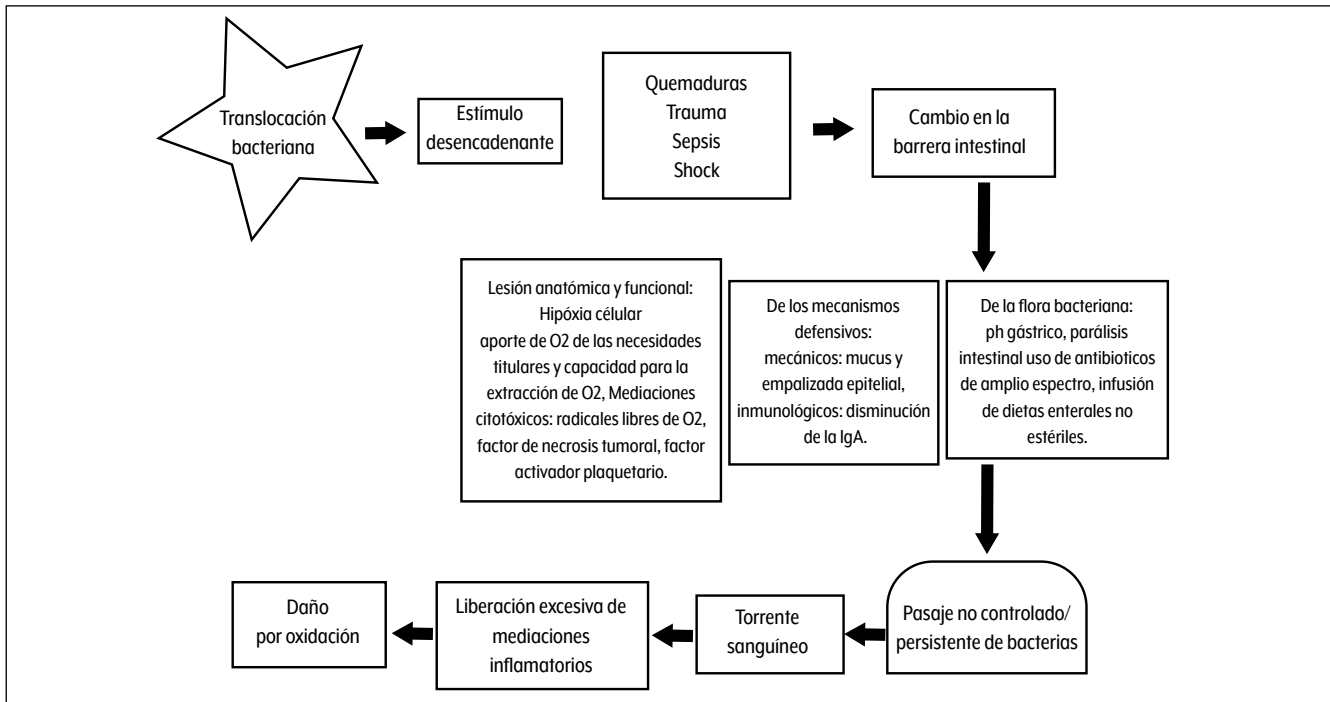 Translocación
bacteriana
Estímulo
desencadenante
Quemaduras
Trauma
Sepsis
Shock
Cambio en la
barrera intestinal
Lesión anatómica y funcional:
Hipóxia célular
aporte de O2 de las necesidades
titulares y capacidad para la
extracción de O2, Mediaciones
citotóxicos: radicales libres de O2,
factor de necrosis tumoral, factor
activador plaquetario.
De los mecanismos
defensivos:
mecánicos: mucus y
empalizada epitelial,
inmunológicos: disminución
de la IgA.
De la flora bacteriana:
ph gástrico, parálisis
intestinal uso de antibioticos
de amplio espectro, infusión
de dietas enterales no
estériles.
Daño
por oxidación
Liberación excesiva de
mediaciones
inflamatorios
Torrente
sanguíneo
Pasaje no controlado/
persistente de bacterias